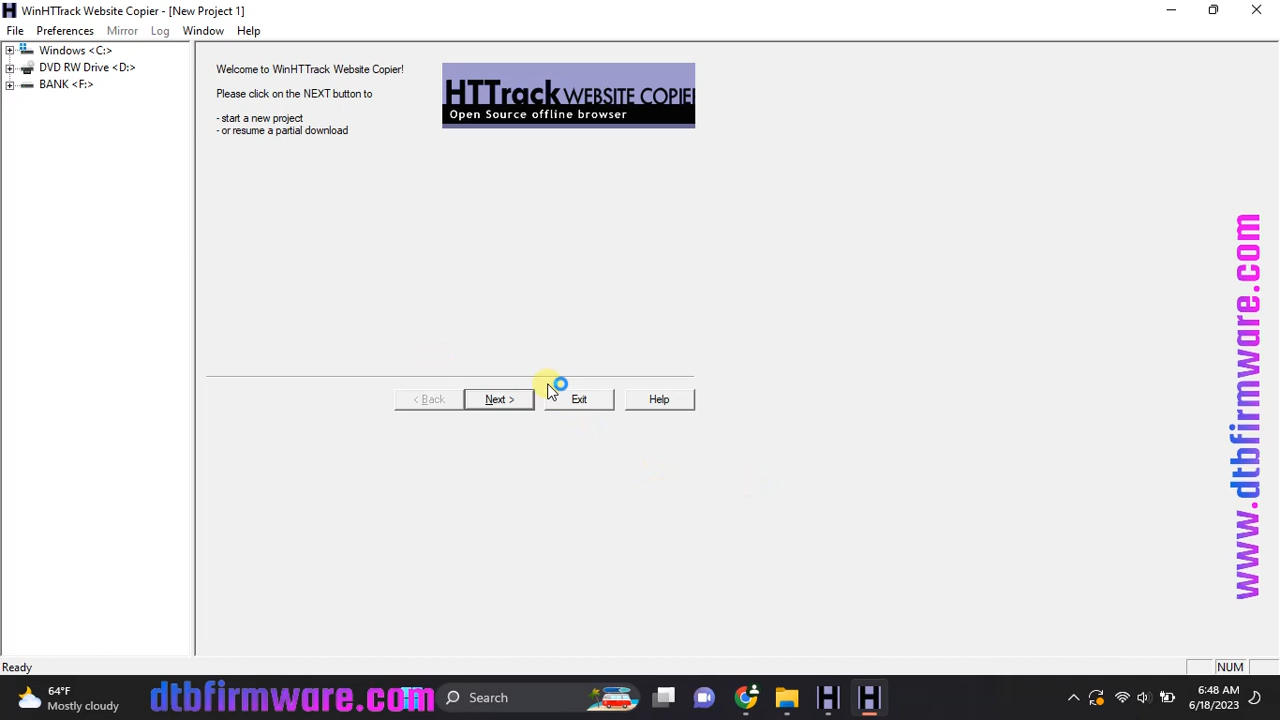 WinHTTrack Website Copier - [New Project 1]
File Preferences Mirror Log Window Help
Windows <C:>
DVD RW Drive <D:>
BANK <F:>
Welcome to WinHTTrack Website Copier!
Please click on the NEXT button to
- start a new project
- or resume a partial download
HTTrack WEBSITE COPIER
Open Source offline browser
< Back Next > Exit Help
www.dtbfirmware.com
Ready
NUM
64°F
Mostly cloudy
dtbfirmware.com
Search
6:48 AM
6/18/2023